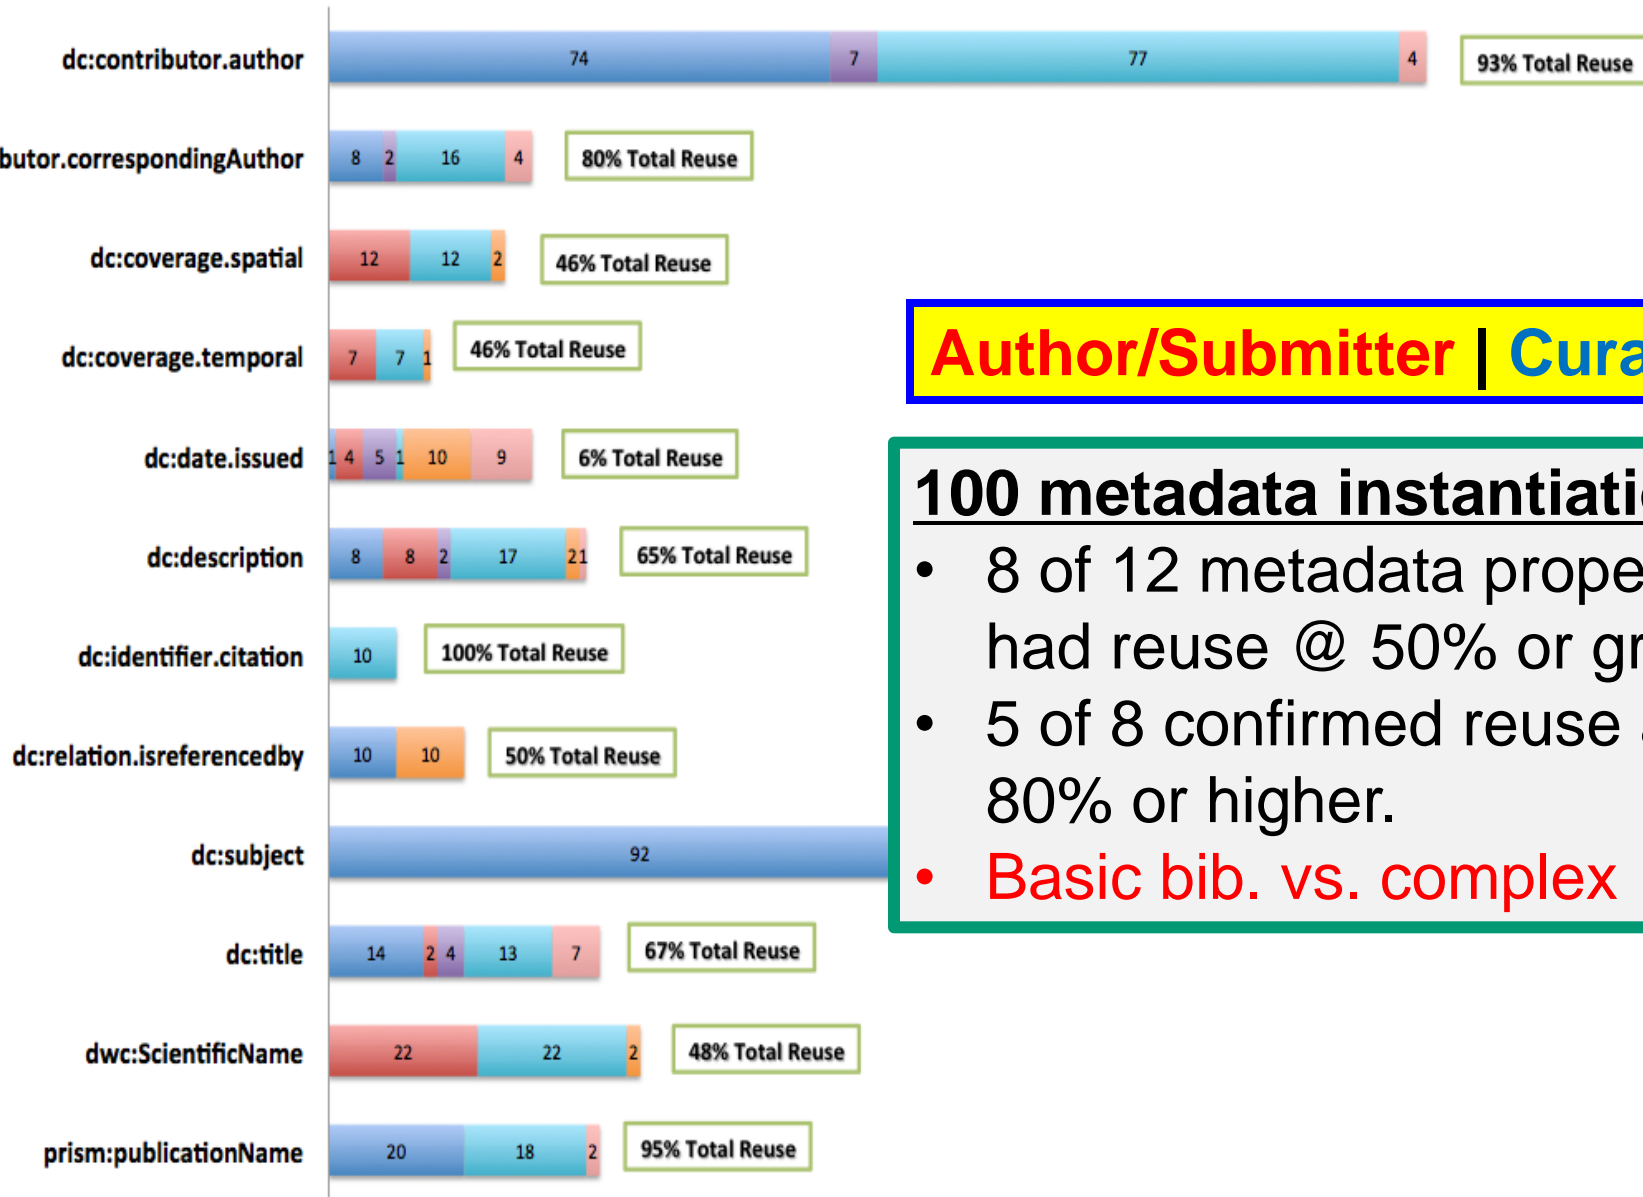 dc:contributor.author 74 7 77 4 93% Total Reuse
butor.correspondingAuthor 8 2 16 4 80% Total Reuse
dc:coverage.spatial 12 12 2 46% Total Reuse
dc:coverage.temporal 7 7 1 46% Total Reuse
Author/Submitter | Cura
dc:date.issued 1 4 5 1 10 9 6% Total Reuse
dc:description 8 8 2 17 2 1 65% Total Reuse
dc:identifier.citation 10 100% Total Reuse
dc:relation.isreferencedby 10 10 50% Total Reuse
dc:subject 92
dc:title 14 2 4 13 7 67% Total Reuse
dwc:ScientificName 22 22 2 48% Total Reuse
prism:publicationName 20 18 2 95% Total Reuse
100 metadata instantiati
• 8 of 12 metadata prope
had reuse @ 50% or gr
• 5 of 8 confirmed reuse
80% or higher.
• Basic bib. vs. complex